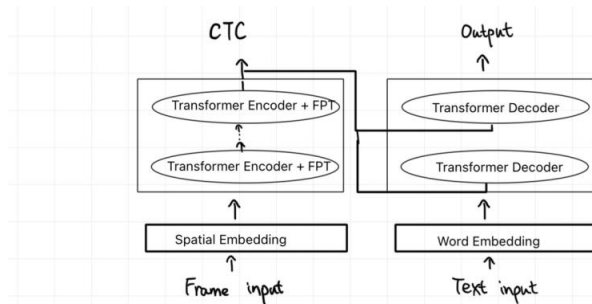 CTC
Output
Transformer Encoder + FPT
Transformer Decoder
Transformer Encoder + FPT
Transformer Decoder
Spatial Embedding
Word Embedding
Frame input
Text input